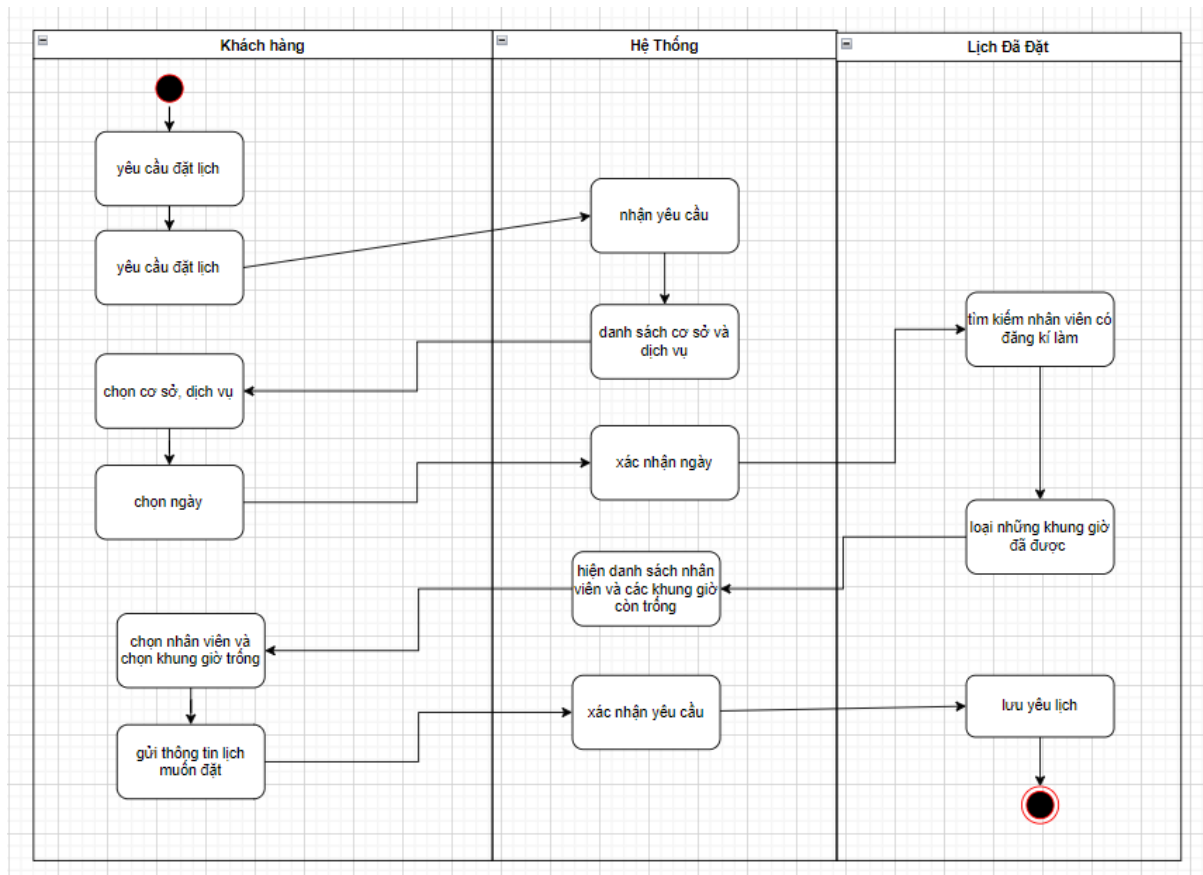 Khách hàng
Hệ Thống
Lịch Đã Đặt
yêu cầu đặt lịch
yêu cầu đặt lịch
nhận yêu cầu
danh sách cơ sở và
dịch vụ
chọn cơ sở, dịch vụ
chọn ngày
xác nhận ngày
tìm kiếm nhân viên có
đăng kí làm
loại những khung giờ
đã được
hiện danh sách nhân
viên và các khung giờ
còn trống
chọn nhân viên và
chọn khung giờ trống
gửi thông tin lịch
muốn đặt
xác nhận yêu cầu
lưu yêu lịch